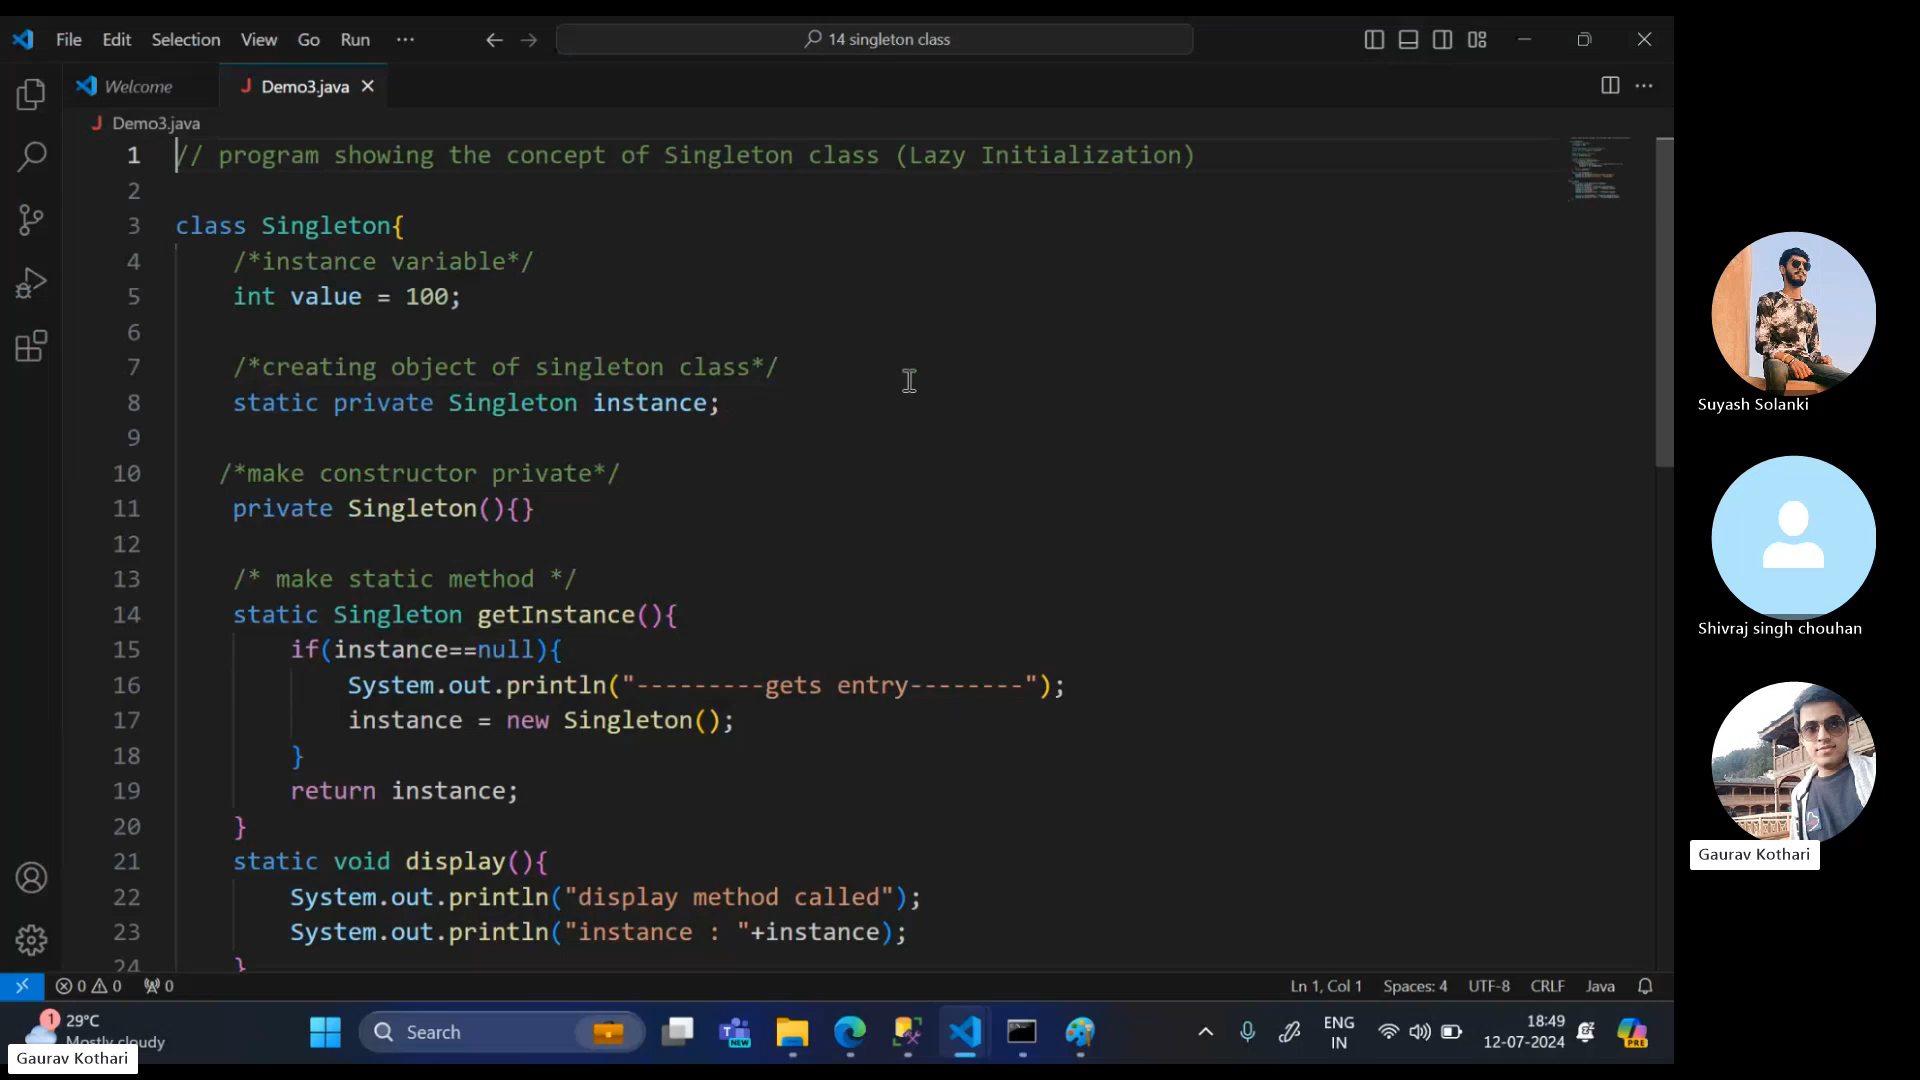 File Edit Selection View Go Run ···
14 singleton class
Welcome
J Demo3.java
J Demo3.java
1 // program showing the concept of Singleton class (Lazy Initialization)
2
3 class Singleton{
4 /*instance variable*/
5 int value = 100;
6
7 /*creating object of singleton class*/
8 static private Singleton instance;
9
10 /*make constructor private*/
11 private Singleton(){}
12
13 /* make static method */
14 static Singleton getInstance(){
15 if(instance==null){
16 System.out.println("---------gets entry--------");
17 instance = new Singleton();
18 }
19 return instance;
20 }
21 static void display(){
22 System.out.println("display method called");
23 System.out.println("instance : "+instance);
24 }
Suyash Solanki
Shivraj singh chouhan
Gaurav Kothari
0 0 0
Ln 1, Col 1 Spaces: 4 UTF-8 CRLF Java
1
29°C
Mostly cloudy
Search
NEW
ENG
IN
18:49
12-07-2024
PRE
Gaurav Kothari